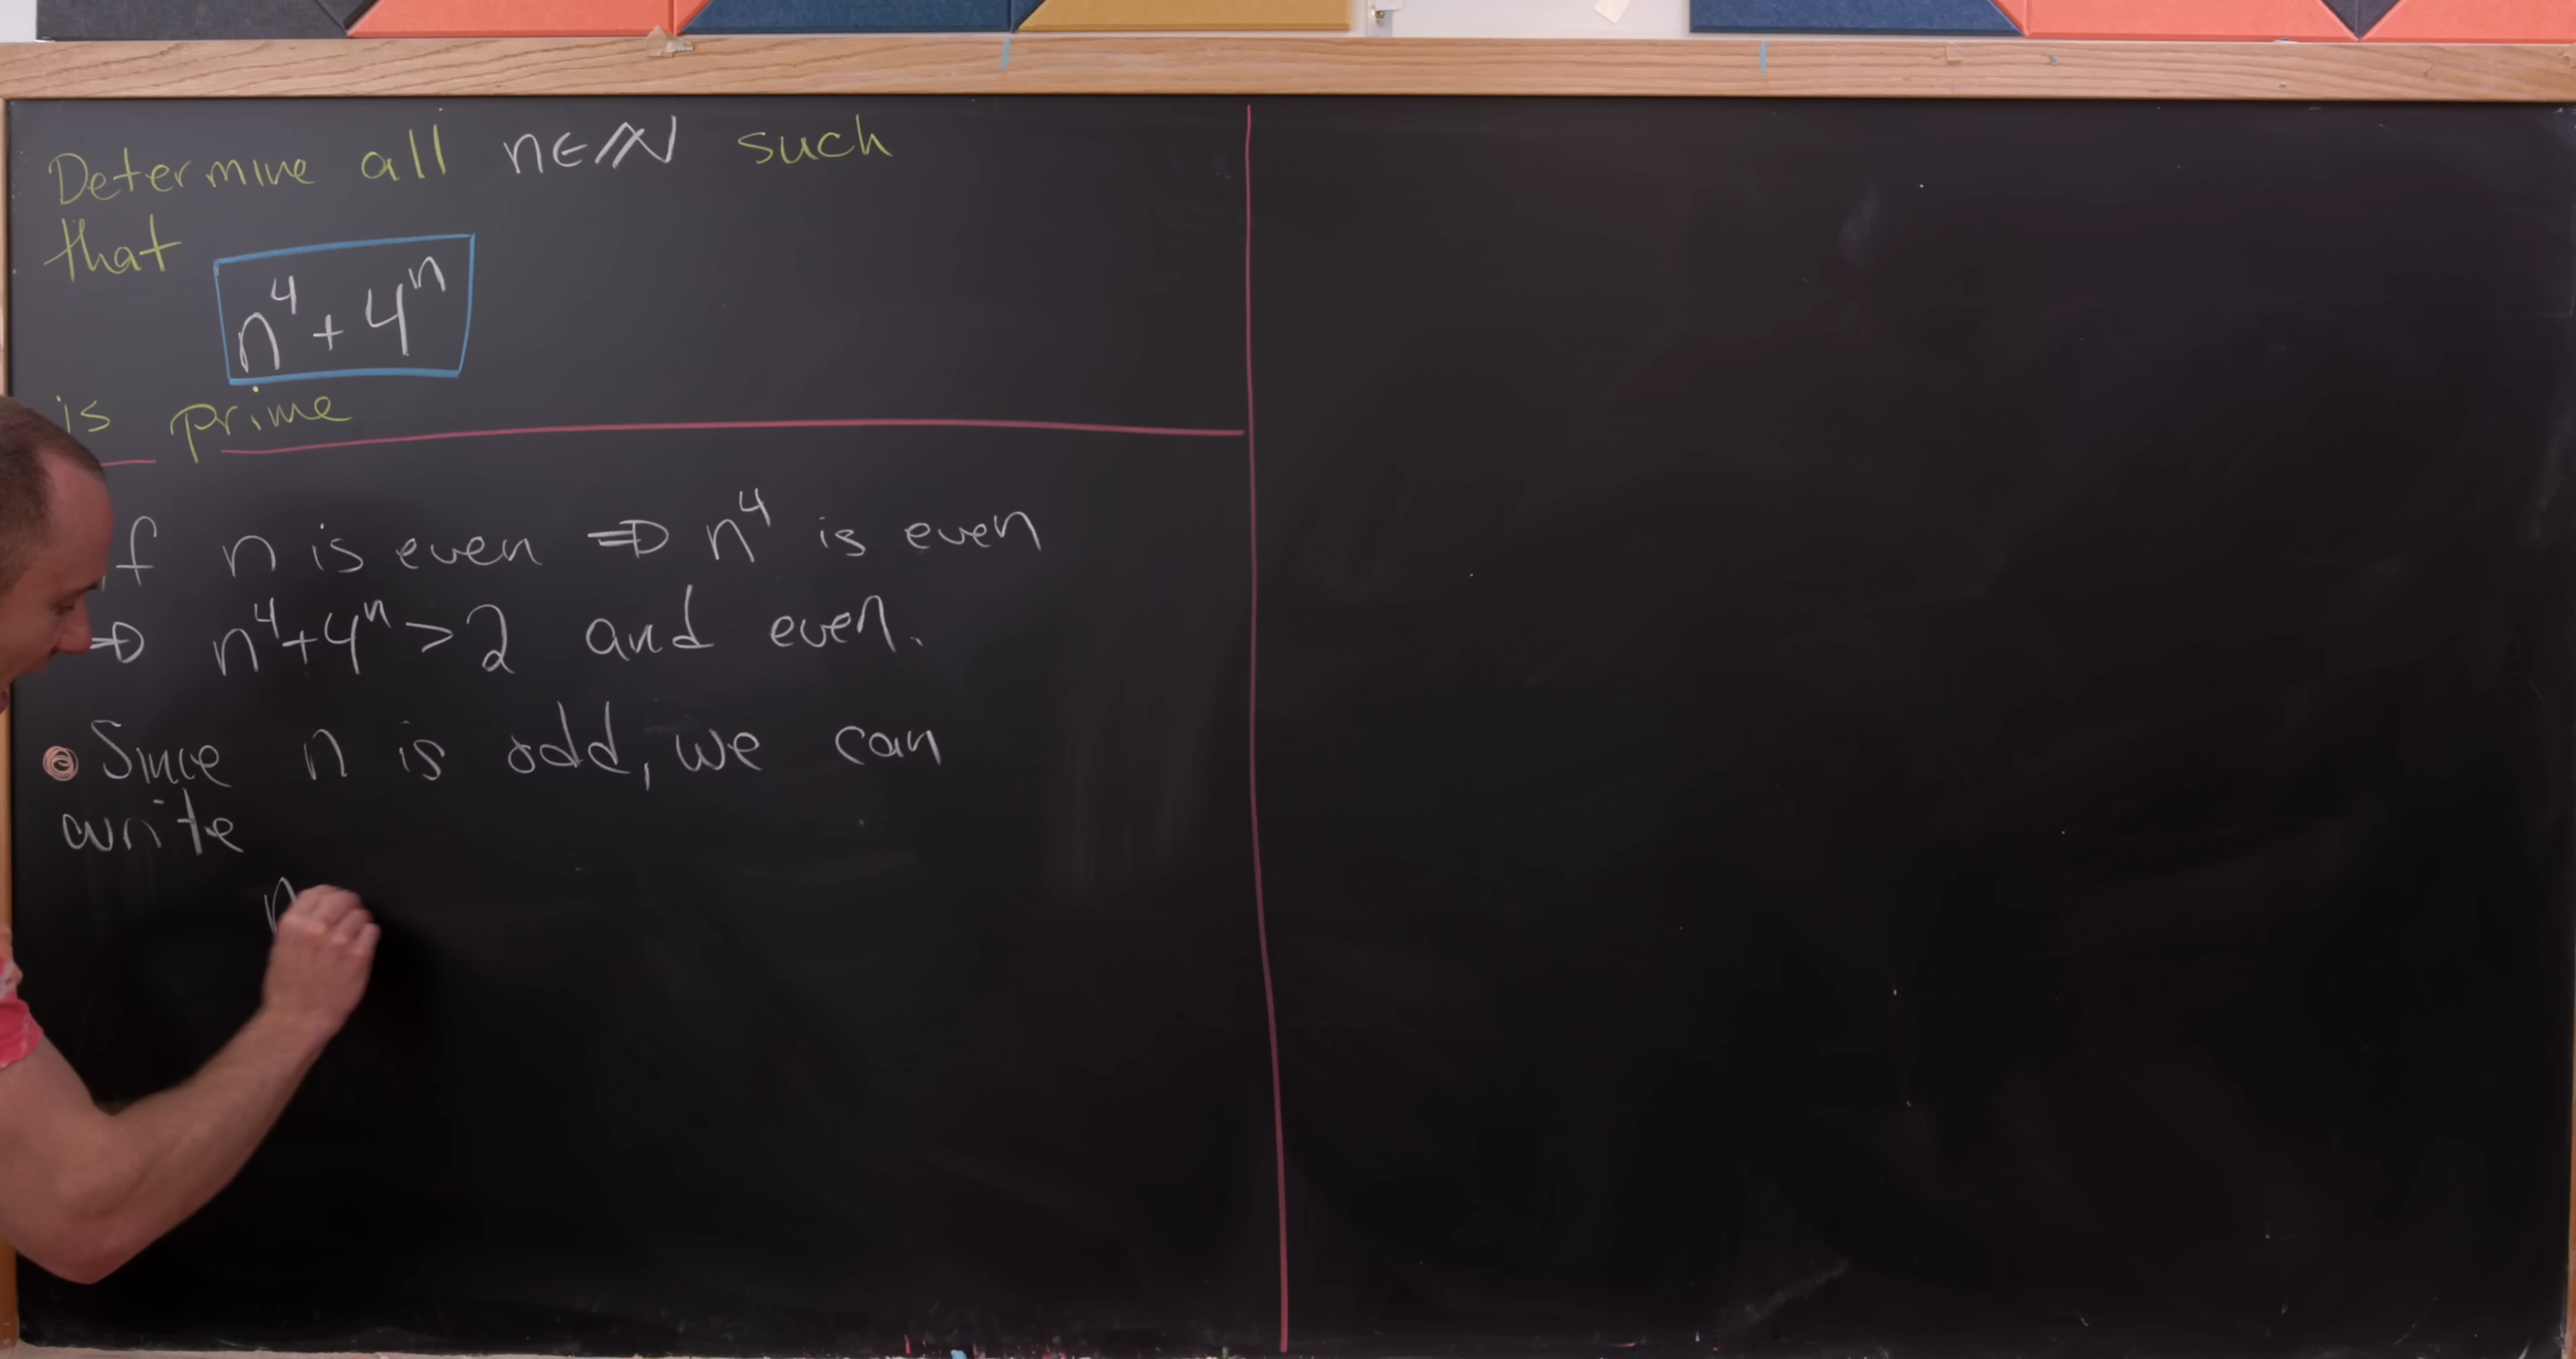 Determine all n∈ℕ such
that
n⁴+4ⁿ
is prime
If n is even ⇒ n⁴ is even
⇒ n⁴+4ⁿ>2 and even.
Since n is odd, we can
write
n